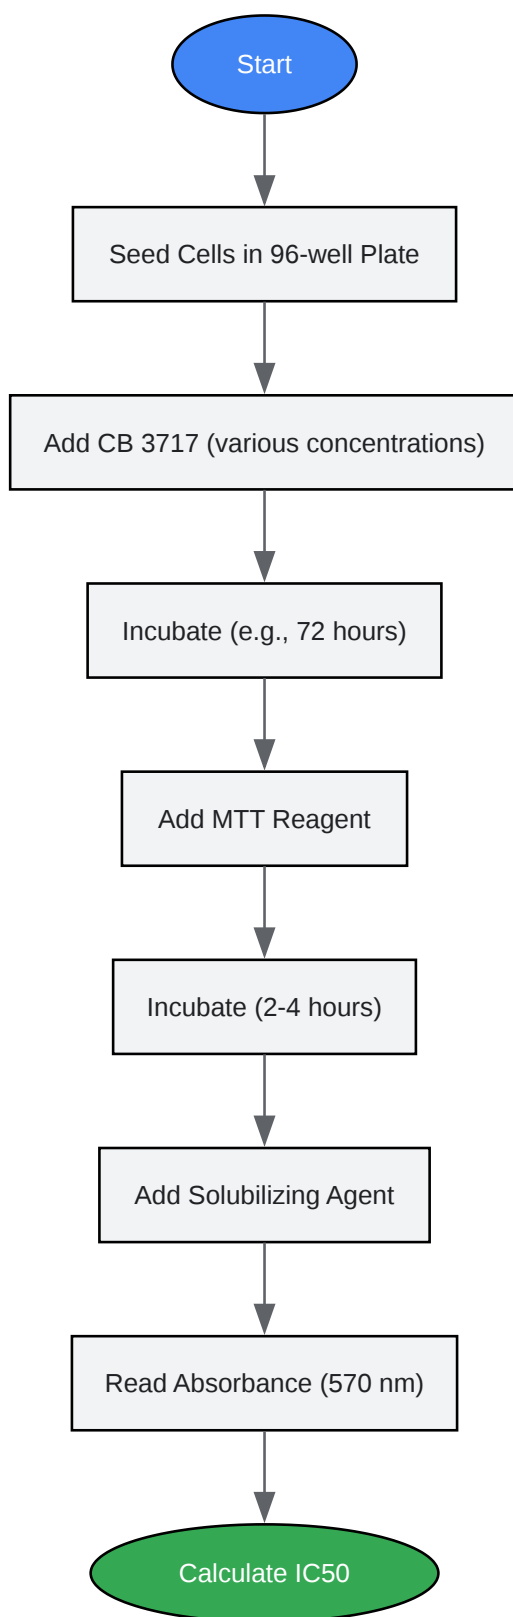 Start
Seed Cells in 96-well Plate
Add CB 3717 (various concentrations)
Incubate (e.g., 72 hours)
Add MTT Reagent
Incubate (2-4 hours)
Add Solubilizing Agent
Read Absorbance (570 nm)
Calculate IC50